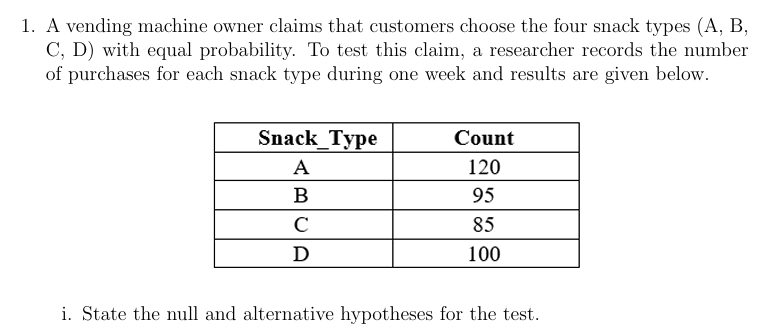 1. A vending machine owner claims that customers choose the four snack types (A, B,
C, D) with equal probability. To test this claim, a researcher records the number
of purchases for each snack type during one week and results are given below.
Snack_Type Count
A 120
B 95
C 85
D 100
i. State the null and alternative hypotheses for the test.